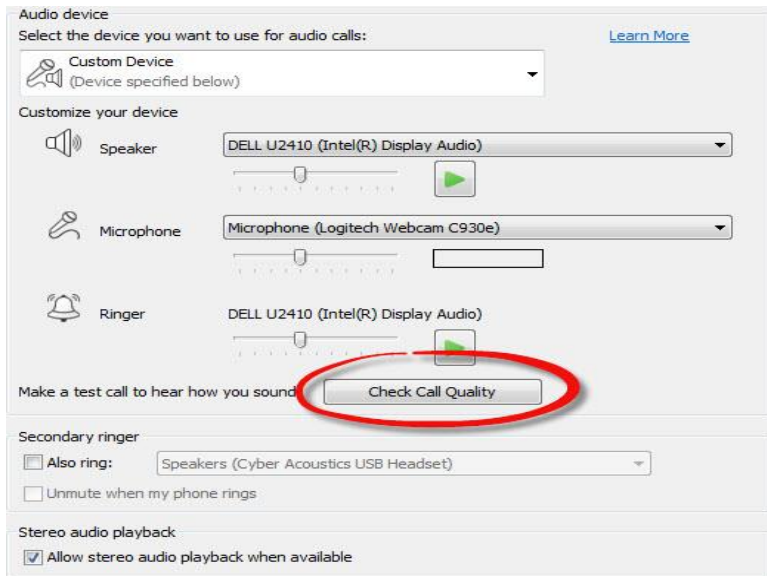 Audio device
Select the device you want to use for audio calls:
Learn More
Custom Device
(Device specified below)
Customize your device
Speaker
DELL U2410 (Intel(R) Display Audio)
Microphone
Microphone (Logitech Webcam C930e)
Ringer
DELL U2410 (Intel(R) Display Audio)
Make a test call to hear how you sound
Check Call Quality
Secondary ringer
Also ring:
Speakers (Cyber Acoustics USB Headset)
Unmute when my phone rings
Stereo audio playback
Allow stereo audio playback when available